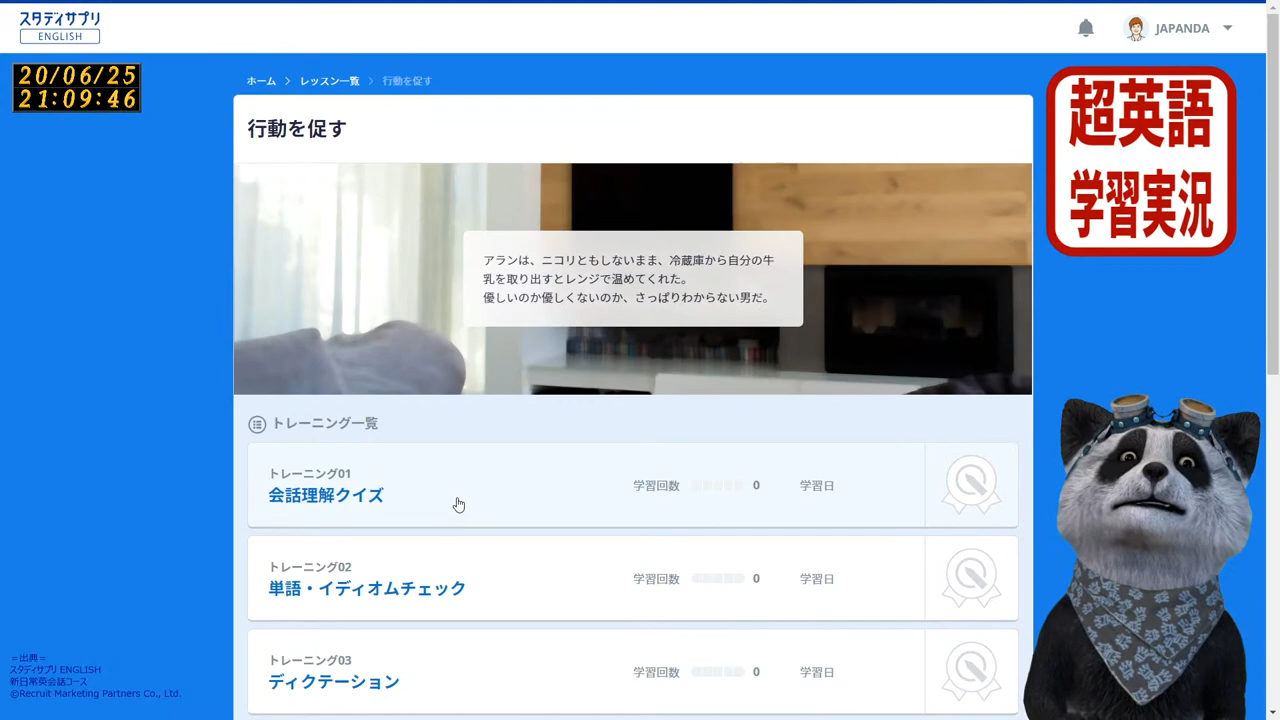 スタディサプリ
ENGLISH
JAPANDA
20/06/25
21:09:46
ホーム > レッスン一覧 > 行動を促す
行動を促す
超英語
学習実況
アランは、ニコリともしないまま、冷蔵庫から自分の牛
乳を取り出すとレンジで温めてくれた。
優しいのか優しくないのか、さっぱりわからない男だ。
トレーニング一覧
トレーニング01
会話理解クイズ
学習回数 0 学習日
トレーニング02
単語・イディオムチェック
学習回数 0 学習日
トレーニング03
ディクテーション
学習回数 0 学習日
＝出典＝
スタディサプリ ENGLISH
新日常英会話コース
©Recruit Marketing Partners Co., Ltd.